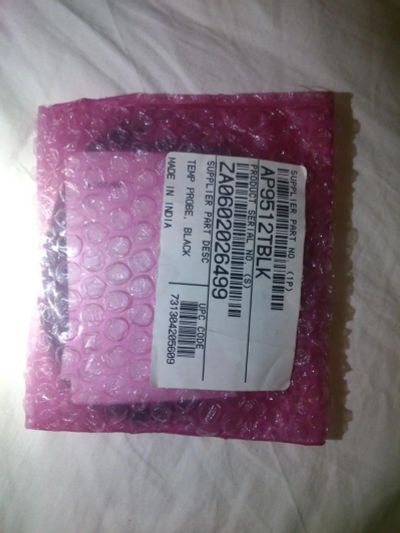 SUPPLIER PART NO (1P)
AP9512TBLK
PRODUCT SERIAL NO (S)
ZA0602026499
SUPPLIER PART DESC
TEMP PROBE, BLACK
MADE IN INDIA
UPC CODE
731304205609